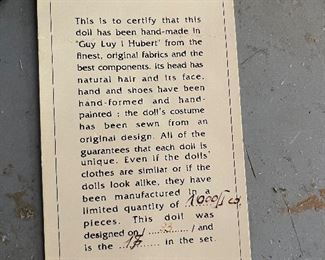 This is to certify that this
doll has been hand-made in
"Guy Luy i Hubert" from the
finest, original fabrics and the
best components. its head has
natural hair and its face,
hand and shoes have been
hand-formed and hand-
painted : the doll's costume
has been sewn from an
original design. All of the
guarantees that each doll is
unique. Even if the dolls'
clothes are similar or if the
dolls look alike, they have
been manufactured in a
limited quantity of 1000
pieces. This doll was
designed on / ............ / and
is the ..17.. in the set.